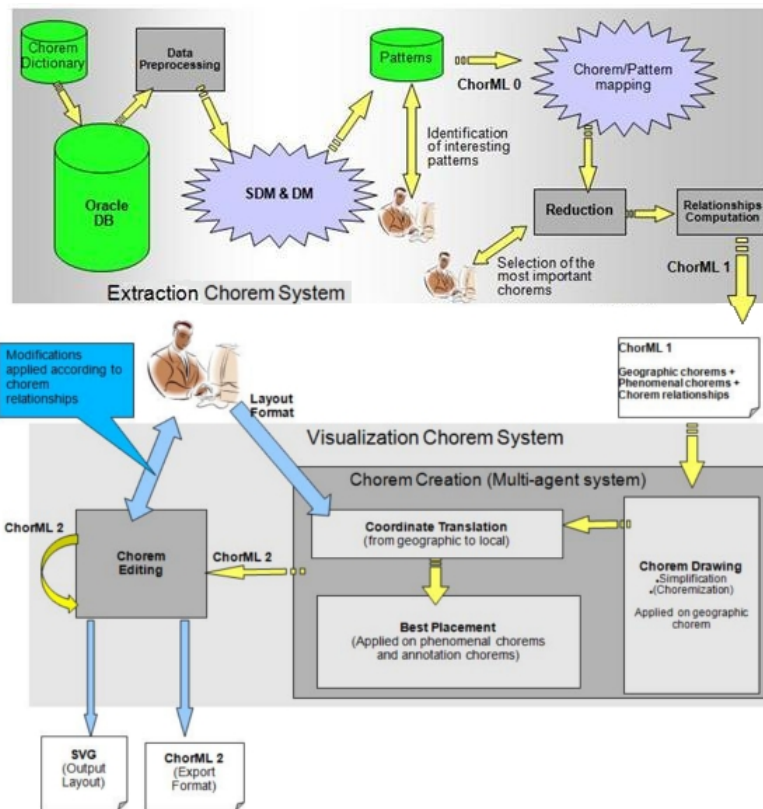 Chorem
Dictionary
Data
Preprocessing
Patterns
ChorML 0
Chorem/Pattern
mapping
Identification
of interesting
patterns
Oracle
DB
SDM & DM
Reduction
Relationships
Computation
Selection of the
most important
chorems
ChorML 1
Extraction Chorem System
ChorML 1
Geographic chorems +
Phenomenal chorems +
Chorem relationships
Modifications
applied according to
chorem
relationships
Layout
Format
Visualization Chorem System
Chorem Creation (Multi-agent system)
Coordinate Translation
(from geographic to local)
ChorML 2
Chorem
Editing
ChorML 2
Chorem Drawing
•Simplification
•(Choremization)
Applied on geographic
chorem
Best Placement
(Applied on phenomenal chorems
and annotation chorems)
SVG
(Output
Layout)
ChorML 2
(Export
Format)